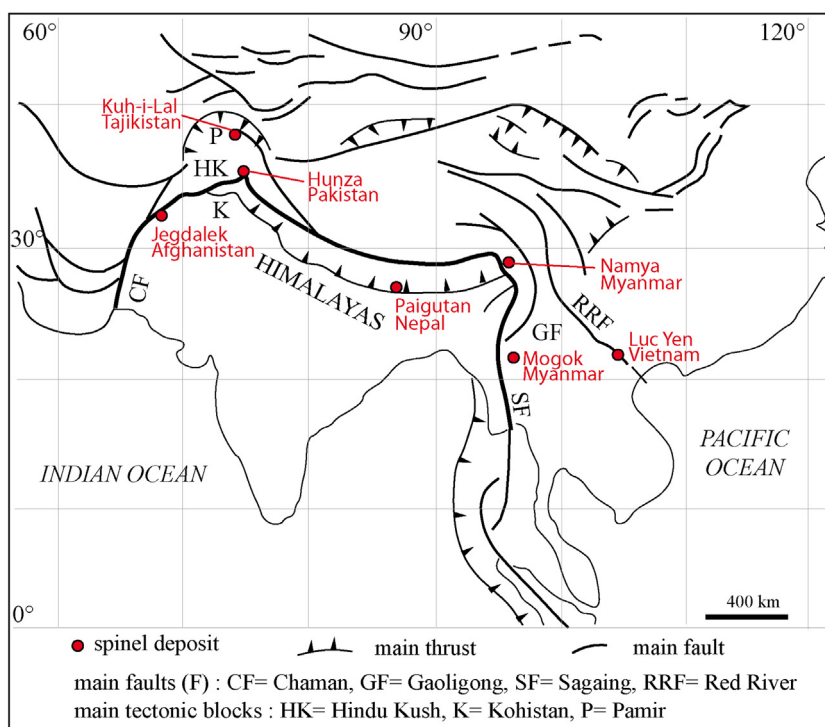 60°
90°
120°
Kuh-i-Lal
Tajikistan
P
HK
Hunza
Pakistan
K
Jegdalek
Afghanistan
30°
CF
HIMALAYAS
Paigutan
Nepal
Namya
Myanmar
RRF
GF
Luc Yen
Vietnam
Mogok
Myanmar
SF
INDIAN OCEAN
PACIFIC
OCEAN
0°
400 km
spinel deposit
main thrust
main fault
main faults (F) : CF= Chaman, GF= Gaoligong, SF= Sagaing, RRF= Red River
main tectonic blocks : HK= Hindu Kush, K= Kohistan, P= Pamir